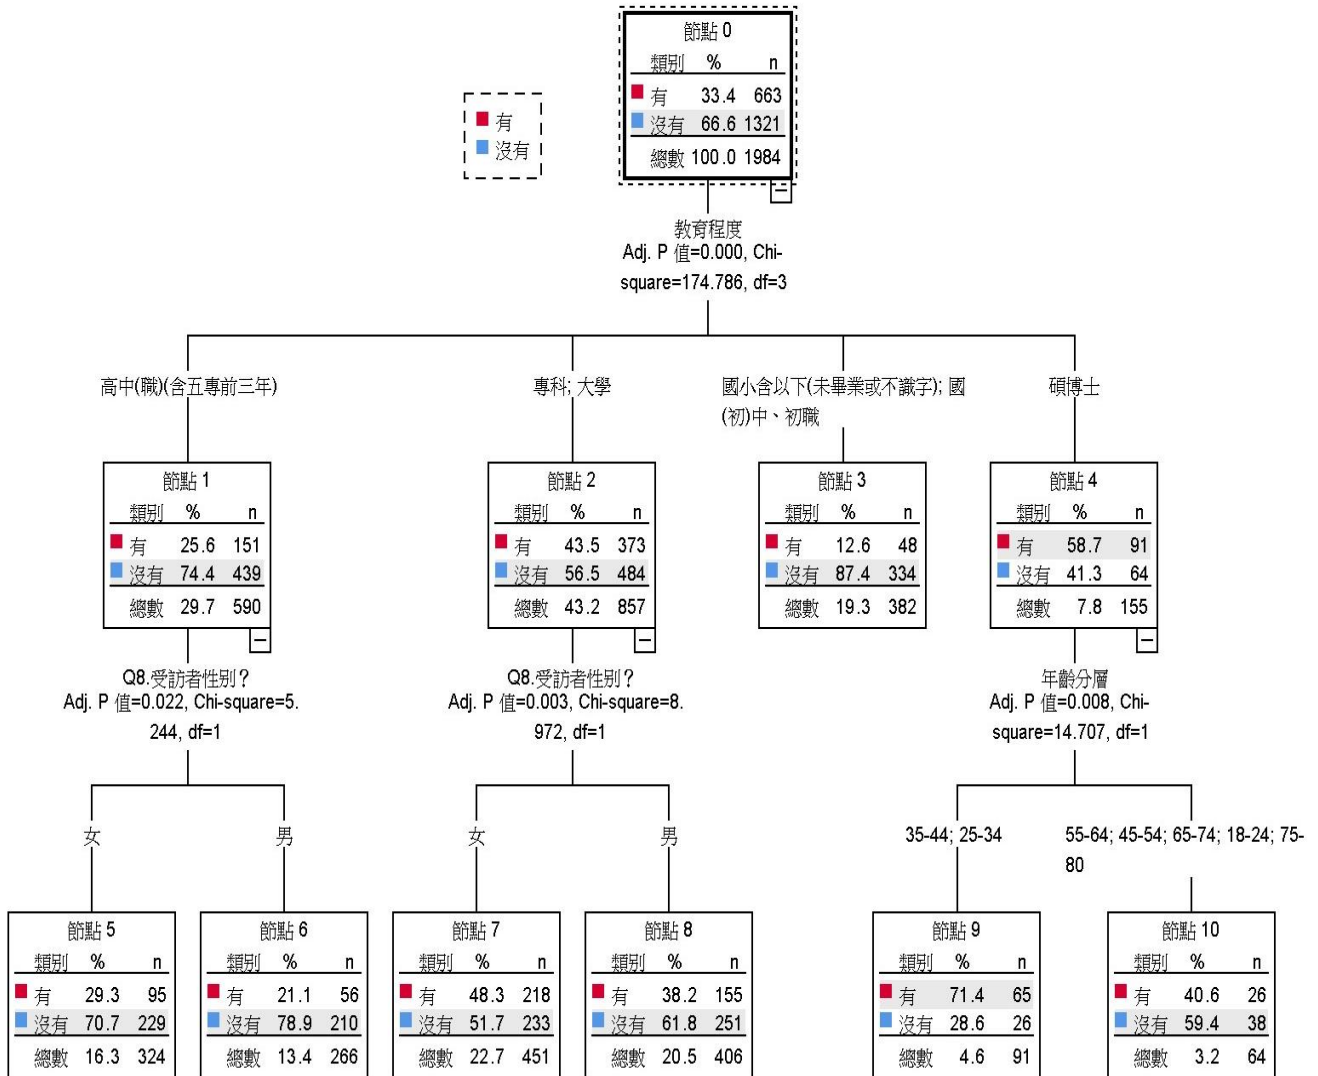 節點 0
類別 % n
有 33.4 663
沒有 66.6 1321
總數 100.0 1984
有
沒有
教育程度
Adj. P 值=0.000, Chi-
square=174.786, df=3
高中(職)(含五專前三年)
專科; 大學
國小含以下(未畢業或不識字); 國
(初)中、初職
碩博士
節點 1
類別 % n
有 25.6 151
沒有 74.4 439
總數 29.7 590
節點 2
類別 % n
有 43.5 373
沒有 56.5 484
總數 43.2 857
節點 3
類別 % n
有 12.6 48
沒有 87.4 334
總數 19.3 382
節點 4
類別 % n
有 58.7 91
沒有 41.3 64
總數 7.8 155
Q8.受訪者性別？
Adj. P 值=0.022, Chi-square=5.
244, df=1
Q8.受訪者性別？
Adj. P 值=0.003, Chi-square=8.
972, df=1
年齡分層
Adj. P 值=0.008, Chi-
square=14.707, df=1
女
男
女
男
35-44; 25-34
55-64; 45-54; 65-74; 18-24; 75-
80
節點 5
類別 % n
有 29.3 95
沒有 70.7 229
總數 16.3 324
節點 6
類別 % n
有 21.1 56
沒有 78.9 210
總數 13.4 266
節點 7
類別 % n
有 48.3 218
沒有 51.7 233
總數 22.7 451
節點 8
類別 % n
有 38.2 155
沒有 61.8 251
總數 20.5 406
節點 9
類別 % n
有 71.4 65
沒有 28.6 26
總數 4.6 91
節點 10
類別 % n
有 40.6 26
沒有 59.4 38
總數 3.2 64